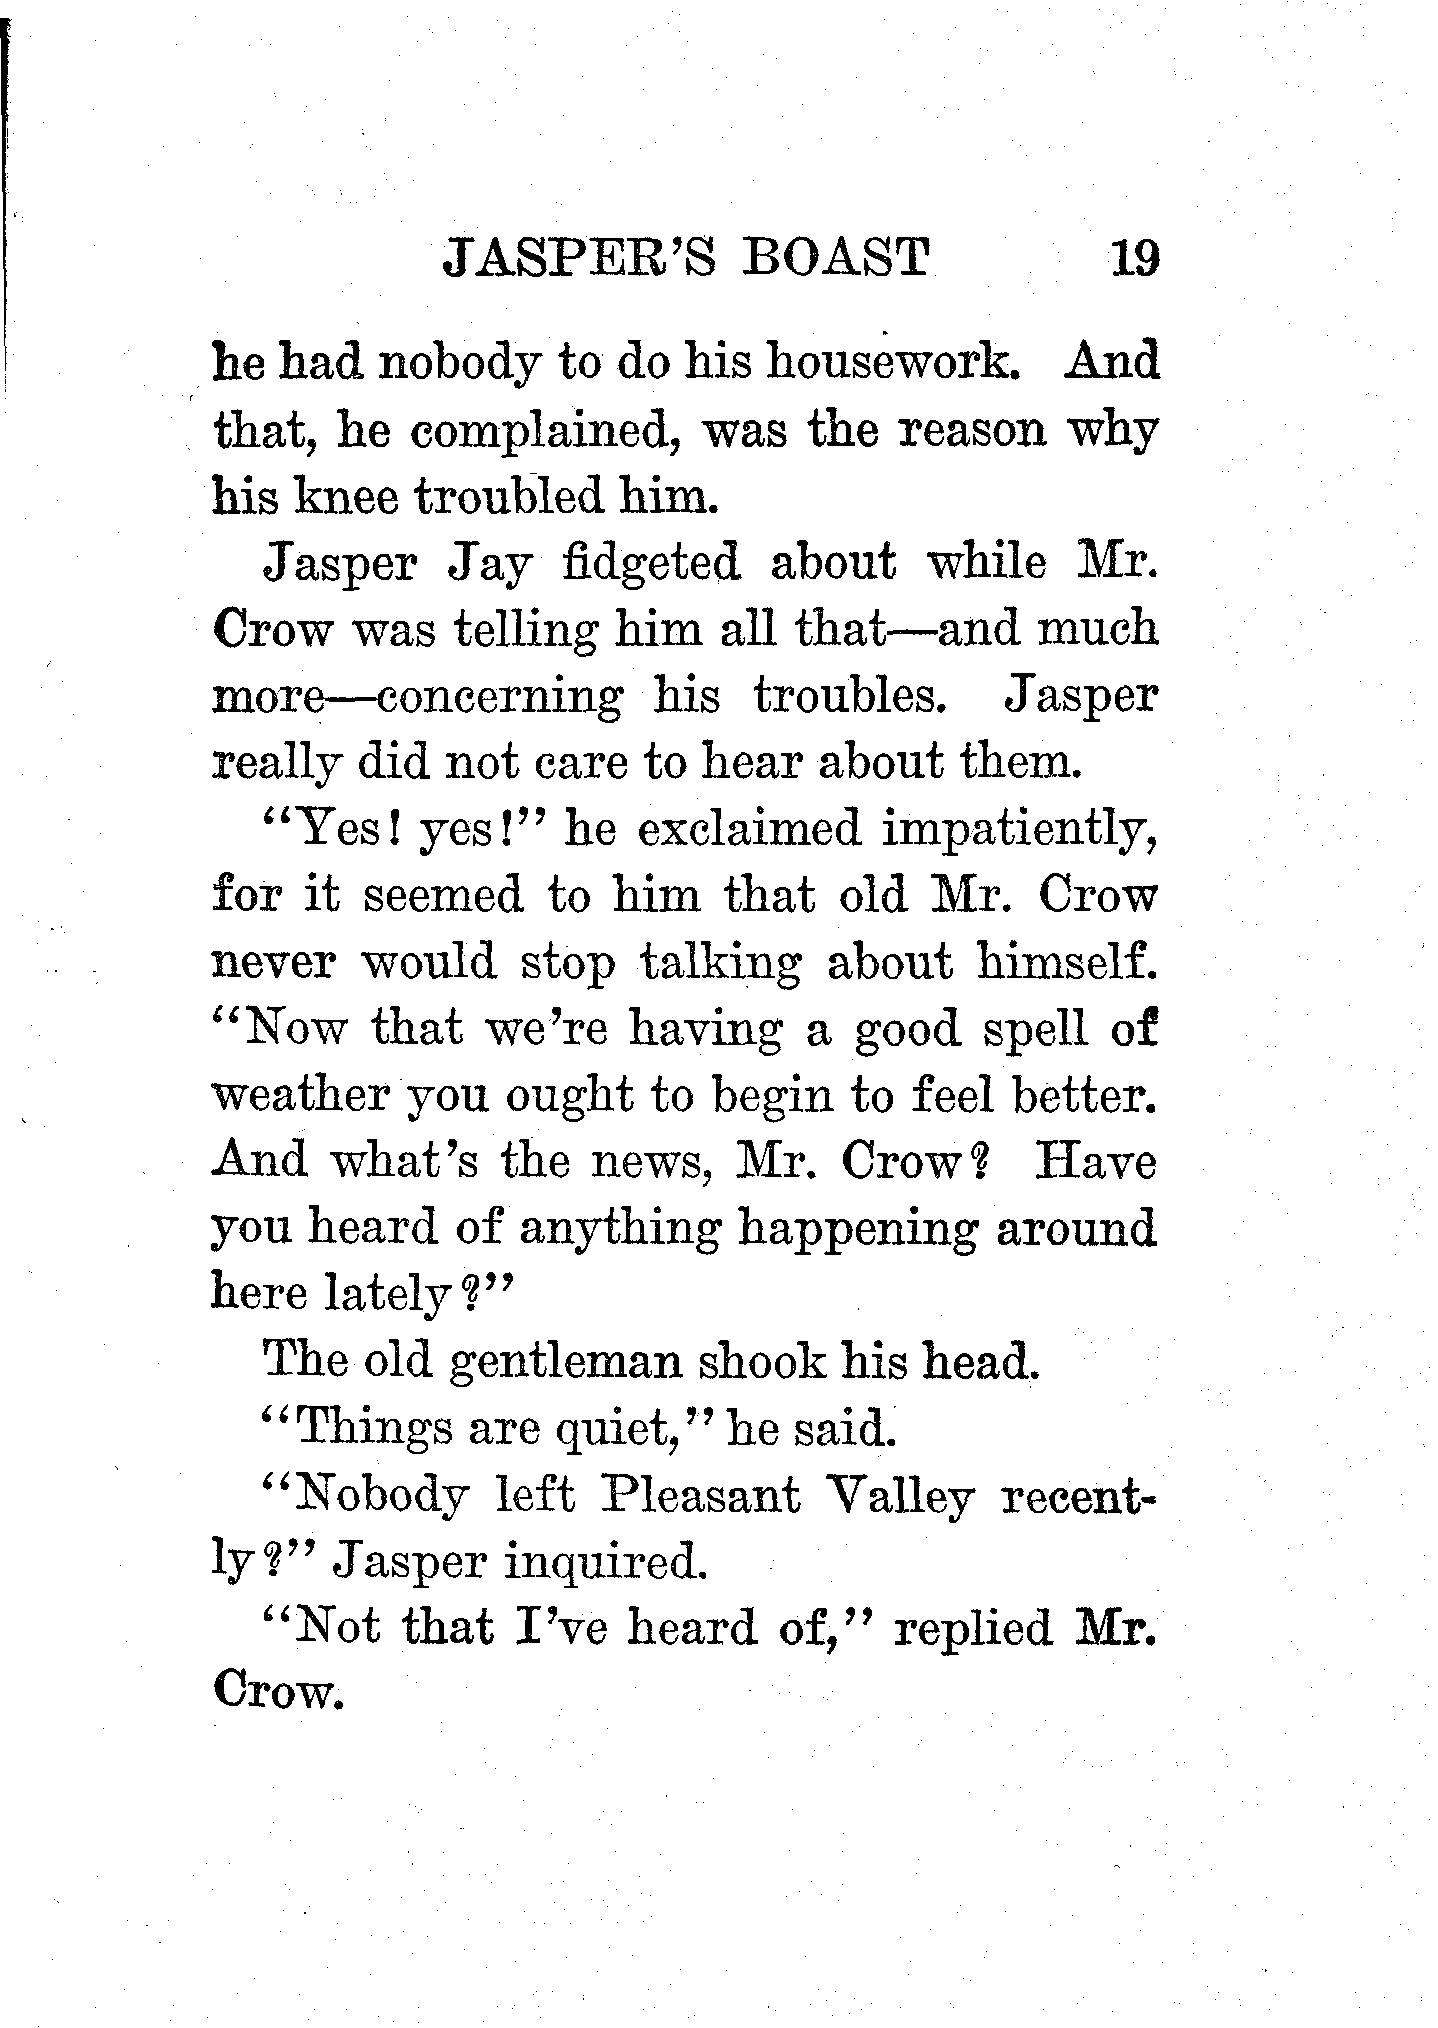 JASPER'S BOAST 19
he had nobody to do his housework. And
that, he complained, was the reason why
his knee troubled him.
Jasper Jay fidgeted about while Mr.
Crow was telling him all that—and much
more—concerning his troubles. Jasper
really did not care to hear about them.
"Yes! yes!" he exclaimed impatiently,
for it seemed to him that old Mr. Crow
never would stop talking about himself.
"Now that we're having a good spell of
weather you ought to begin to feel better.
And what's the news, Mr. Crow? Have
you heard of anything happening around
here lately?"
The old gentleman shook his head.
"Things are quiet," he said.
"Nobody left Pleasant Valley recent-
ly?" Jasper inquired.
"Not that I've heard of," replied Mr.
Crow.